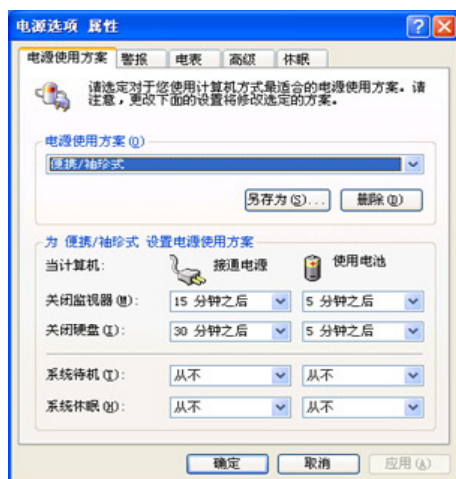 电源选项 属性
电源使用方案 警报 电表 高级 休眠
请选定对于您使用计算机方式最适合的电源使用方案。请
注意，更改下面的设置将修改选定的方案。
电源使用方案(O)
便携/袖珍式
另存为(S)... 删除(D)
为 便携/袖珍式 设置电源使用方案
当计算机: 接通电源 使用电池
关闭监视器(M): 15 分钟之后 5 分钟之后
关闭硬盘(I): 30 分钟之后 5 分钟之后
系统待机(T): 从不 从不
系统休眠(H): 从不 从不
确定 取消 应用(A)